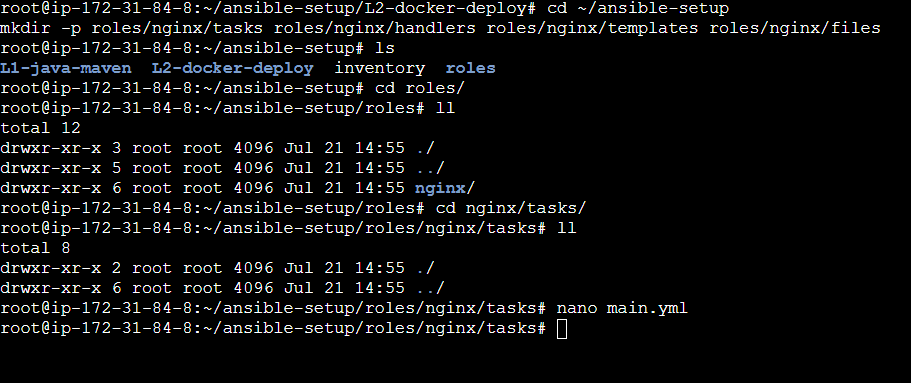 root@ip-172-31-84-8:~/ansible-setup/L2-docker-deploy# cd ~/ansible-setup
mkdir -p roles/nginx/tasks roles/nginx/handlers roles/nginx/templates roles/nginx/files
root@ip-172-31-84-8:~/ansible-setup# ls
L1-java-maven  L2-docker-deploy  inventory  roles
root@ip-172-31-84-8:~/ansible-setup# cd roles/
root@ip-172-31-84-8:~/ansible-setup/roles# ll
total 12
drwxr-xr-x 3 root root 4096 Jul 21 14:55 ./
drwxr-xr-x 5 root root 4096 Jul 21 14:55 ../
drwxr-xr-x 6 root root 4096 Jul 21 14:55 nginx/
root@ip-172-31-84-8:~/ansible-setup/roles# cd nginx/tasks/
root@ip-172-31-84-8:~/ansible-setup/roles/nginx/tasks# ll
total 8
drwxr-xr-x 2 root root 4096 Jul 21 14:55 ./
drwxr-xr-x 6 root root 4096 Jul 21 14:55 ../
root@ip-172-31-84-8:~/ansible-setup/roles/nginx/tasks# nano main.yml
root@ip-172-31-84-8:~/ansible-setup/roles/nginx/tasks#